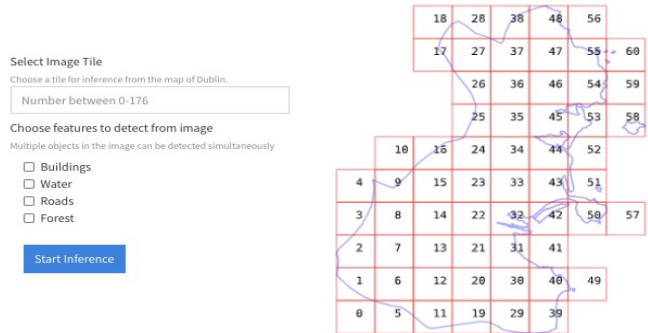 Select Image Tile
Choose a tile for inference from the map of Dublin.
Number between 0-176
Choose features to detect from image
Multiple objects in the image can be detected simultaneously
Buildings
Water
Roads
Forest
Start Inference
18 28 38 48 56
17 27 37 47 55 60
26 36 46 54 59
25 35 45 53 58
10 16 24 34 44 52
4 9 15 23 33 43 51
3 8 14 22 32 42 50 57
2 7 13 21 31 41
1 6 12 20 30 40 49
0 5 11 19 29 39